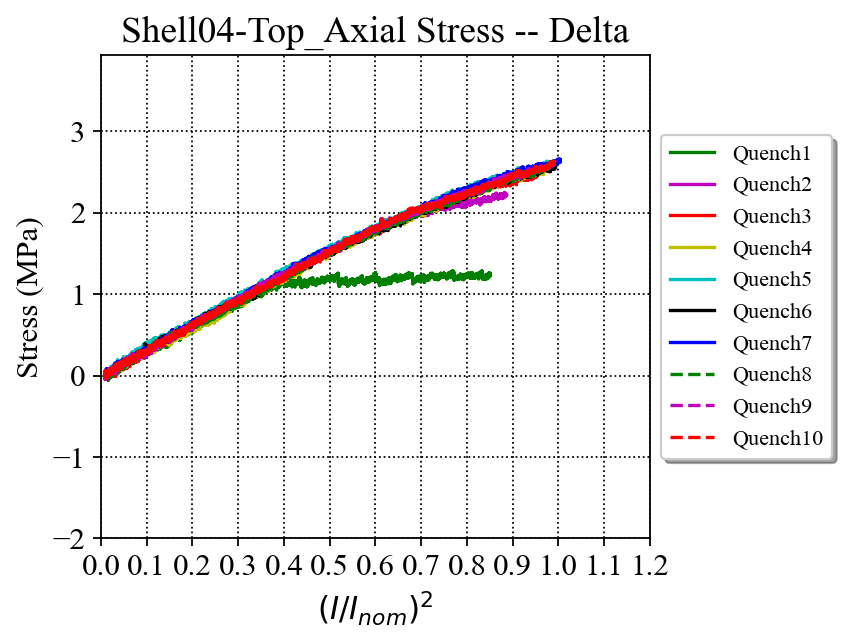 Shell04-Top_Axial Stress -- Delta
Stress (MPa)
3
2
1
0
−1
−2
0.0 0.1 0.2 0.3 0.4 0.5 0.6 0.7 0.8 0.9 1.0 1.1 1.2
(I/I_nom)^2
Quench1
Quench2
Quench3
Quench4
Quench5
Quench6
Quench7
Quench8
Quench9
Quench10